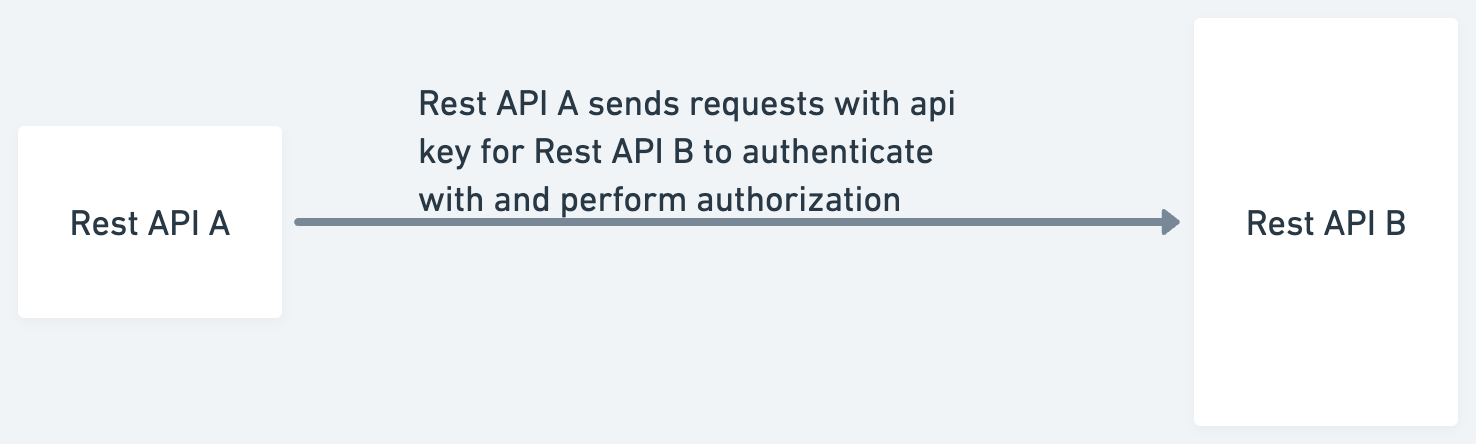 Rest API A sends requests with api
key for Rest API B to authenticate
with and perform authorization
Rest API A
Rest API B